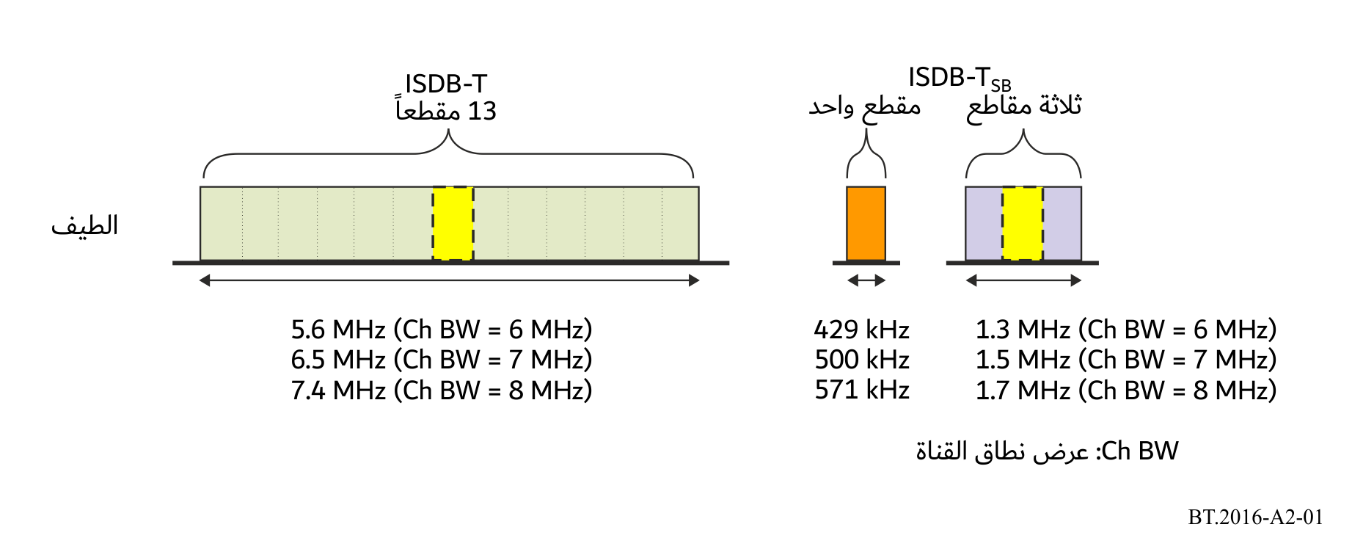 ISDB-T
13 مقطعاً
ISDB-TSB
مقطع واحد
ثلاثة مقاطع
الطيف
5.6 MHz (Ch BW = 6 MHz)
6.5 MHz (Ch BW = 7 MHz)
7.4 MHz (Ch BW = 8 MHz)
429 kHz
500 kHz
571 kHz
1.3 MHz (Ch BW = 6 MHz)
1.5 MHz (Ch BW = 7 MHz)
1.7 MHz (Ch BW = 8 MHz)
Ch BW: عرض نطاق القناة
BT.2016-A2-01